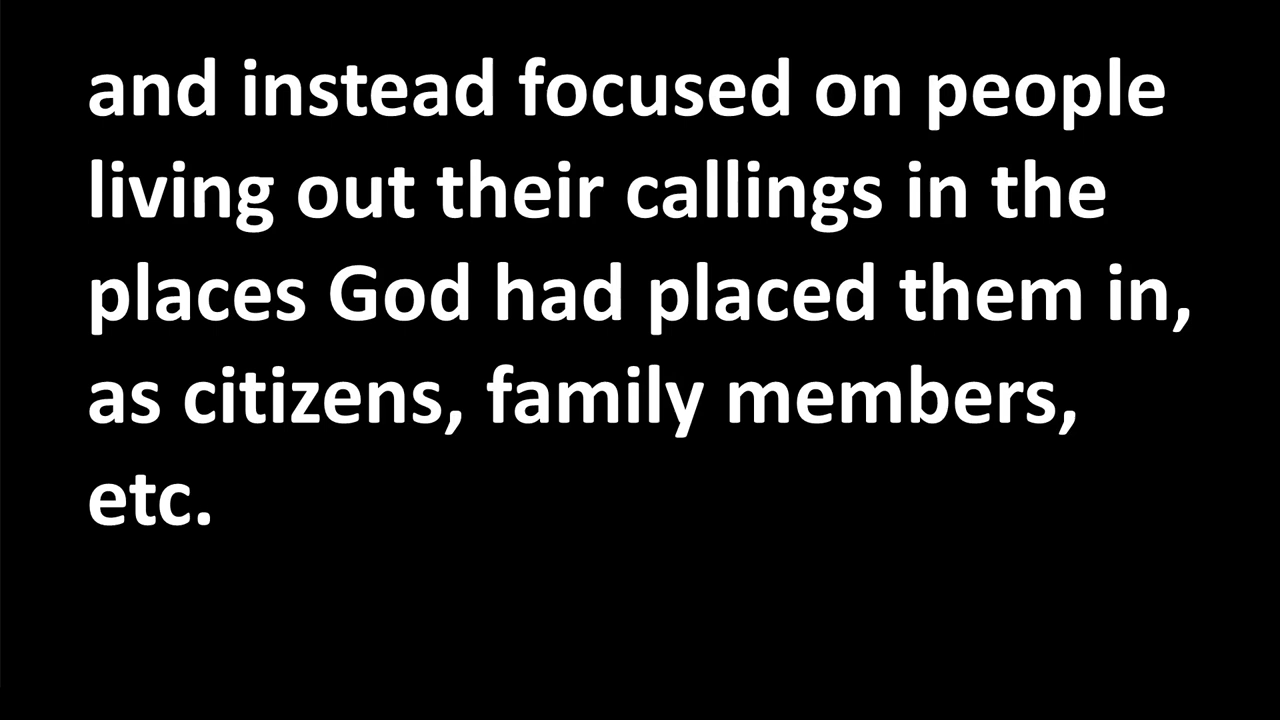 and instead focused on people
living out their callings in the
places God had placed them in,
as citizens, family members,
etc.